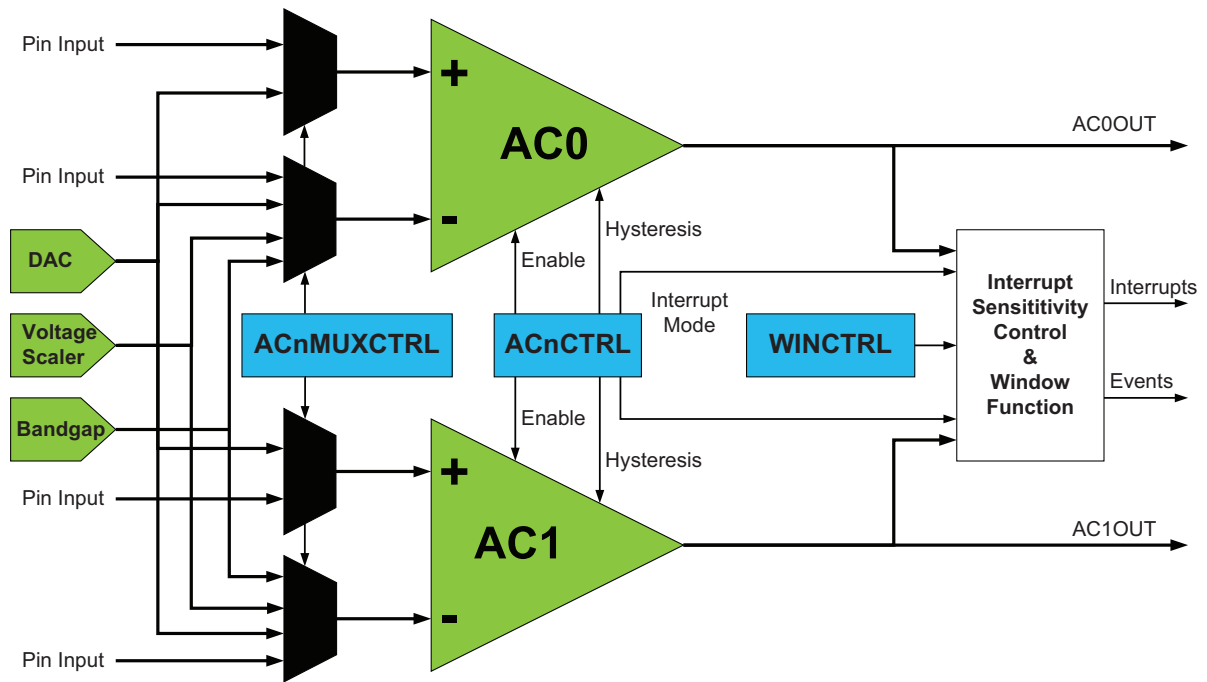 Pin Input
+
AC0
AC0OUT
Pin Input
-
Hysteresis
DAC
Enable
Interrupt
Sensititivity
Control
&
Window
Function
Interrupts
Interrupt
Mode
Voltage
Scaler
ACnMUXCTRL
ACnCTRL
WINCTRL
Events
Bandgap
Enable
Hysteresis
+
Pin Input
AC1
AC1OUT
-
Pin Input